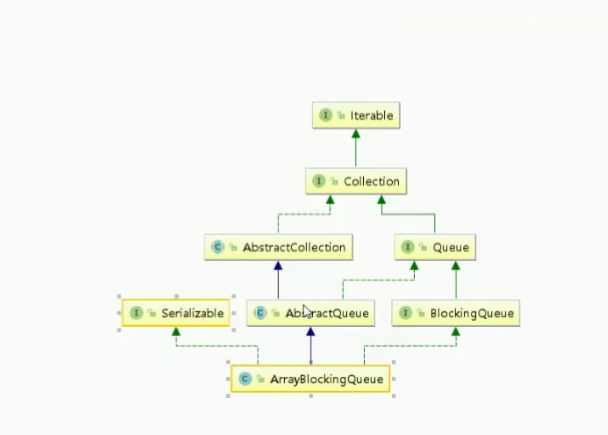 I Iterable
I Collection
C AbstractCollection
I Queue
I Serializable
C AbstractQueue
I BlockingQueue
C ArrayBlockingQueue